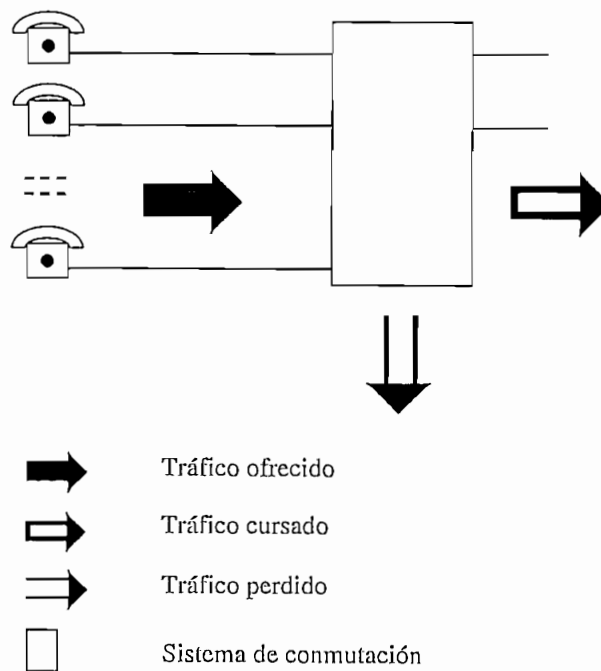 Tráfico ofrecido
Tráfico cursado
Tráfico perdido
Sistema de conmutación